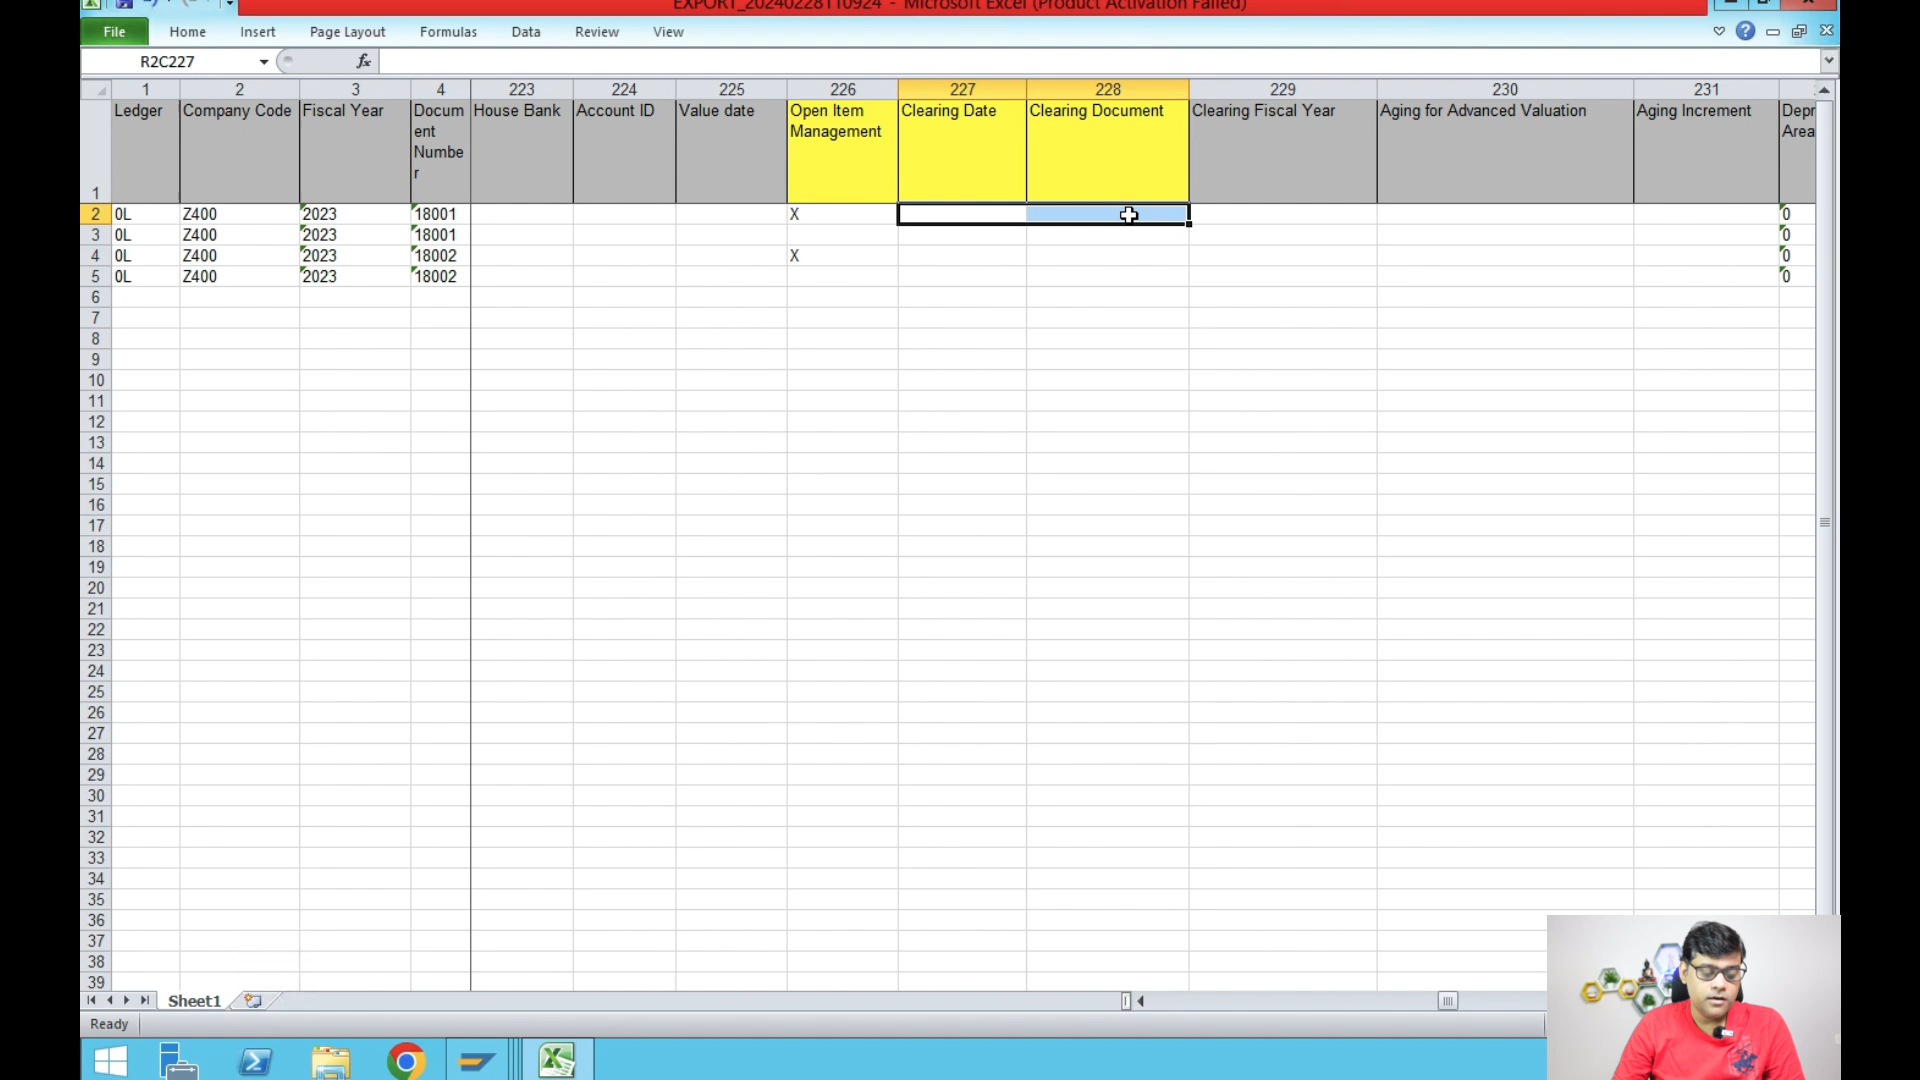 EXPORT_20240228110924 - Microsoft Excel (Product Activation Failed)
File Home Insert Page Layout Formulas Data Review View
R2C227 fx
1 2 3 4 223 224 225 226 227 228 229 230 231
Ledger Company Code Fiscal Year Docum House Bank Account ID Value date Open Item Clearing Date Clearing Document Clearing Fiscal Year Aging for Advanced Valuation Aging Increment Depr
ent Management Area
Numbe
r
1
2 0L Z400 2023 18001 X 0
3 0L Z400 2023 18001 0
4 0L Z400 2023 18002 X 0
5 0L Z400 2023 18002 0
6
7
8
9
10
11
12
13
14
15
16
17
18
19
20
21
22
23
24
25
26
27
28
29
30
31
32
33
34
35
36
37
38
39
Sheet1
Ready